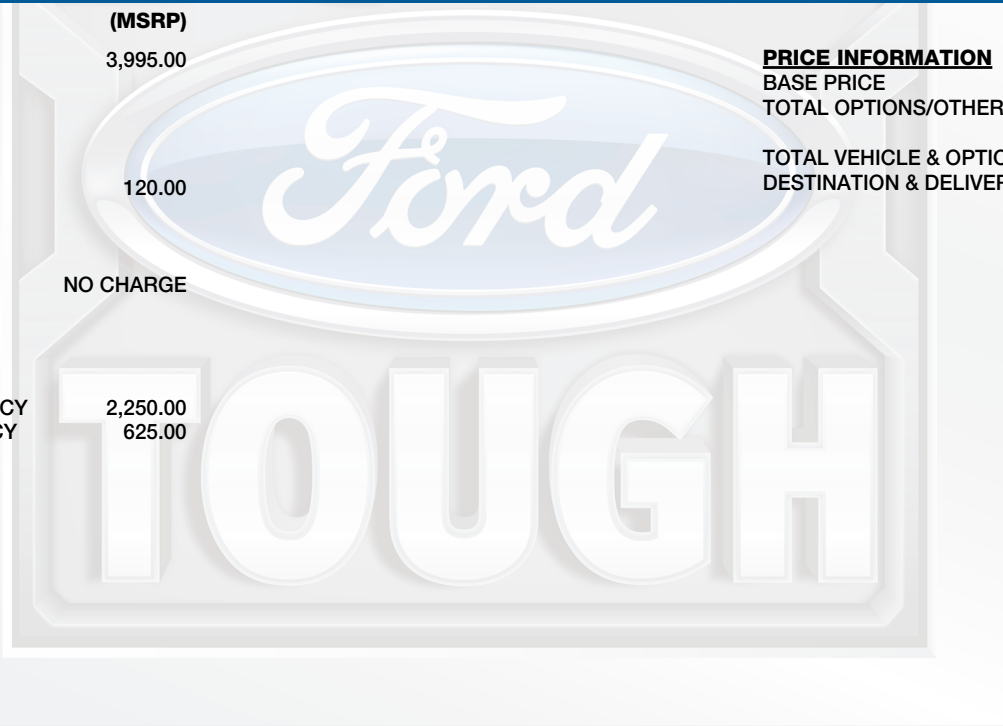 (MSRP)
3,995.00
120.00
NO CHARGE
CY 2,250.00
CY 625.00
PRICE INFORMATION
BASE PRICE
TOTAL OPTIONS/OTHER
TOTAL VEHICLE & OPTIO
DESTINATION & DELIVER
Ford
TOUGH